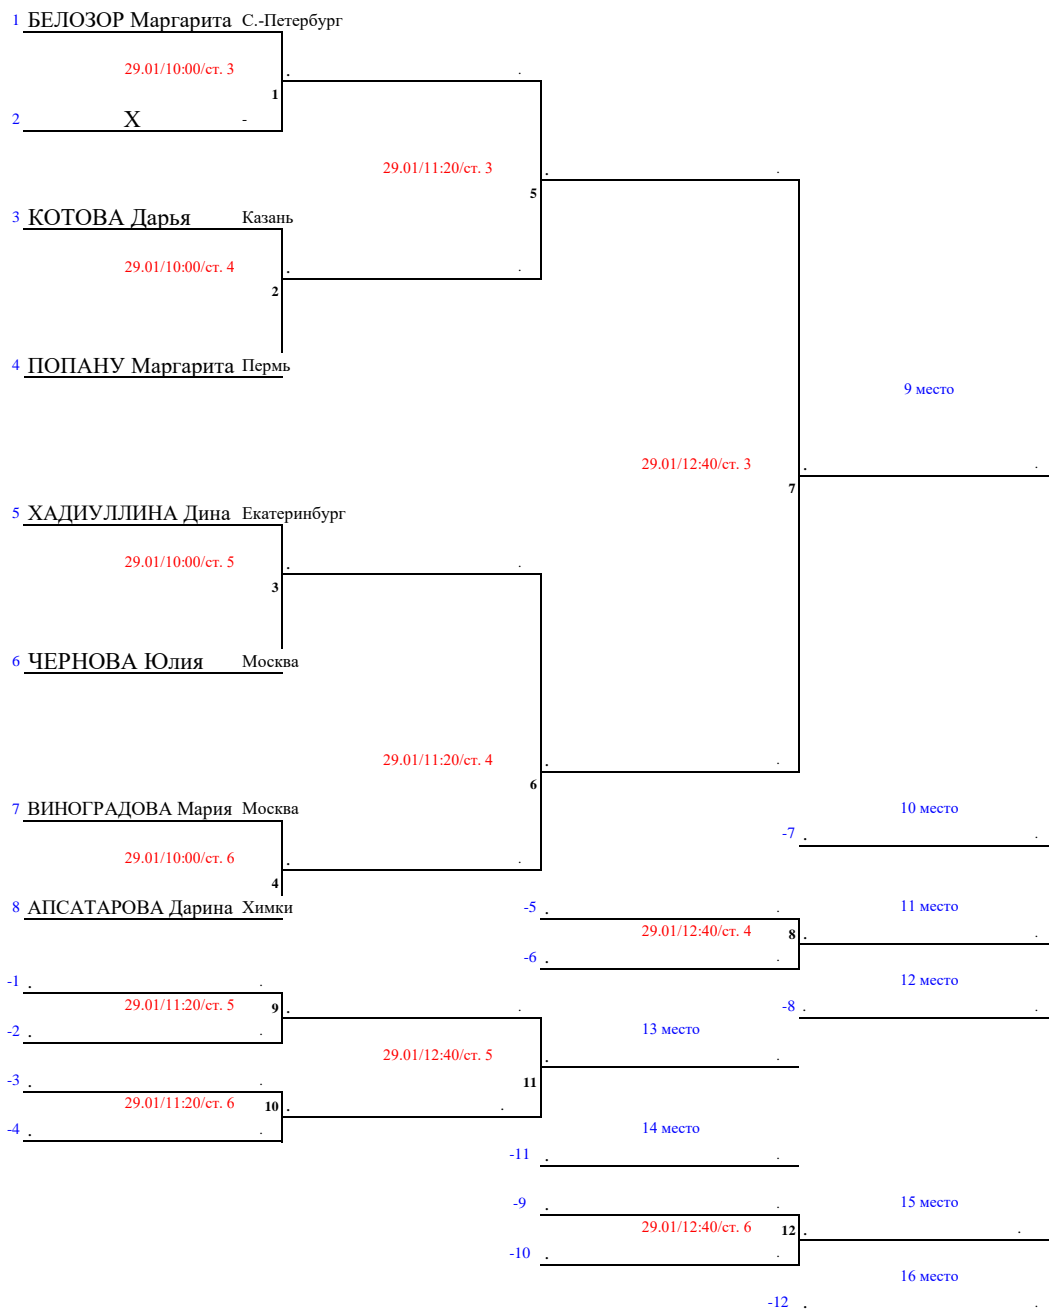 1 БЕЛОЗОР Маргарита С.-Петербург
29.01/10:00/ст. 3 . .
1
2 Х -
29.01/11:20/ст. 3 . .
5
3 КОТОВА Дарья Казань
29.01/10:00/ст. 4 . .
2
4 ПОПАНУ Маргарита Пермь
9 место
29.01/12:40/ст. 3 . .
7
5 ХАДИУЛЛИНА Дина Екатеринбург
29.01/10:00/ст. 5 . .
3
6 ЧЕРНОВА Юлия Москва
29.01/11:20/ст. 4 . .
6
7 ВИНОГРАДОВА Мария Москва 10 место
-7 . .
29.01/10:00/ст. 6 . .
4
8 АПСАТАРОВА Дарина Химки -5 . . 11 место
29.01/12:40/ст. 4 8 . .
-6 . .
-1 . . 12 место
29.01/11:20/ст. 5 9 . . -8 . .
-2 . . 13 место
29.01/12:40/ст. 5 . .
-3 . . 11
29.01/11:20/ст. 6 10 . .
-4 . . 14 место
-11 . .
-9 . . 15 место
29.01/12:40/ст. 6 12 . .
-10 . .
16 место
-12 . .